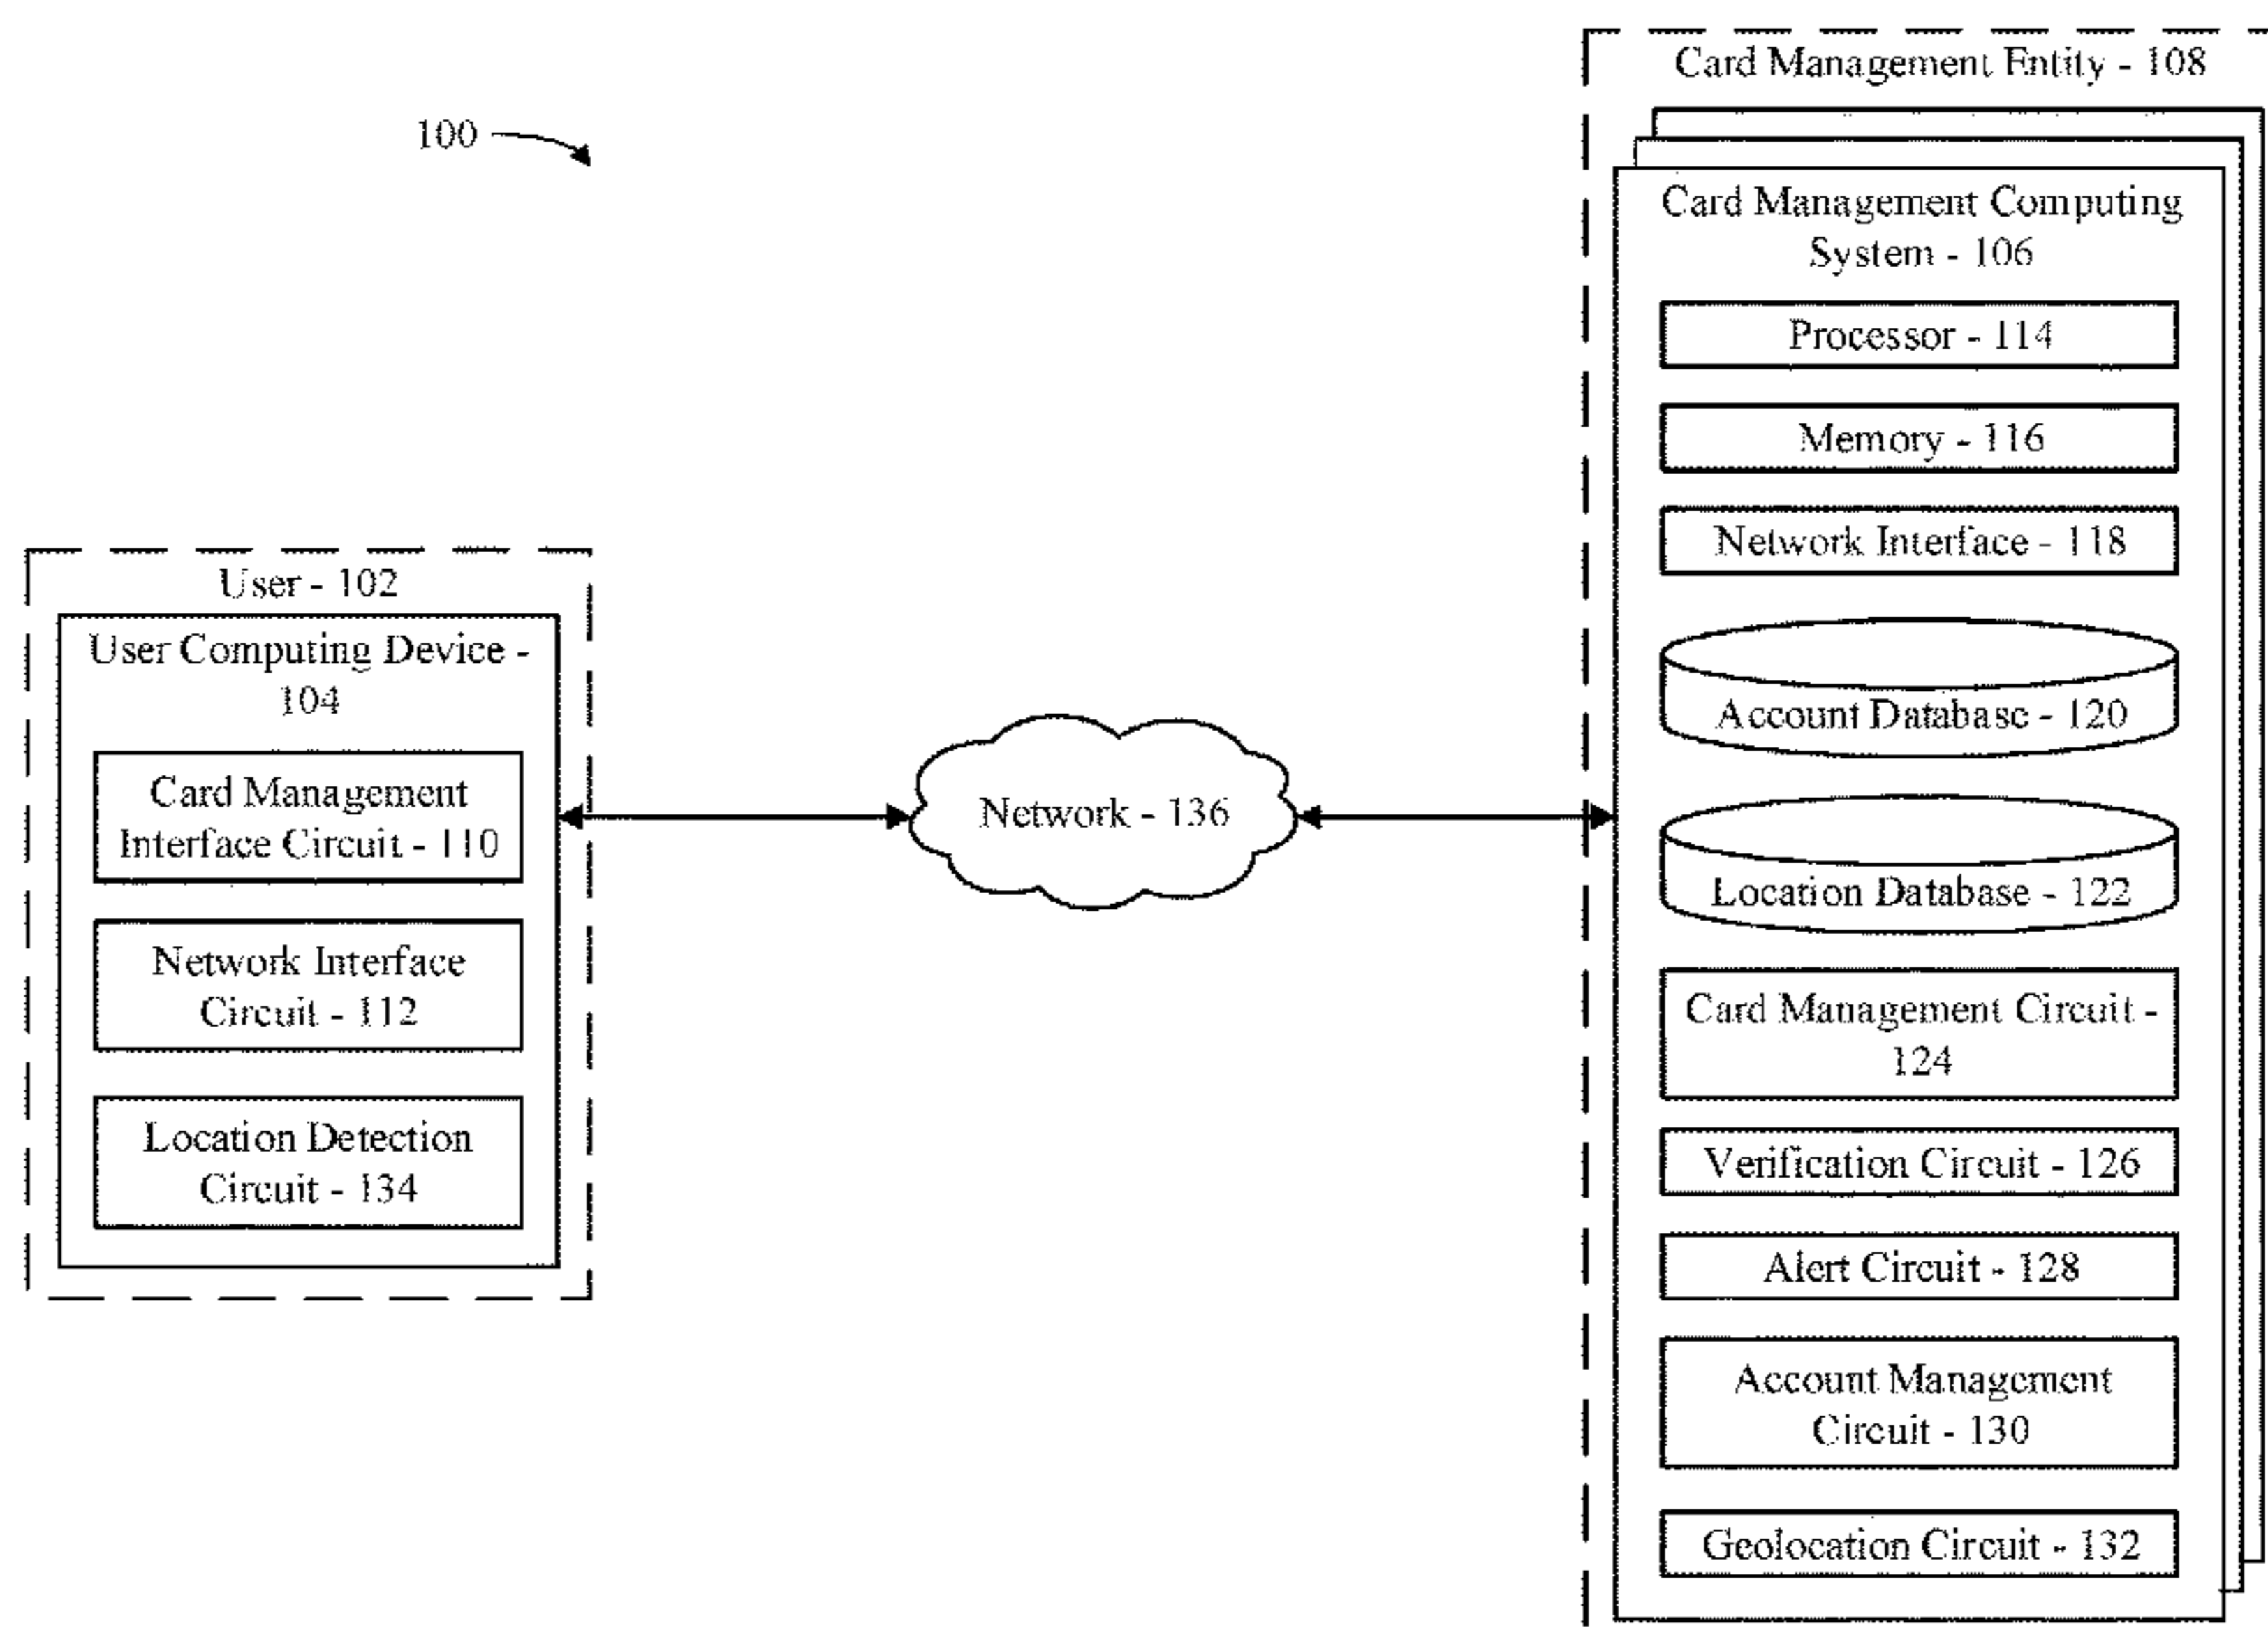 100
User - 102
User Computing Device -
104
Card Management
Interface Circuit - 110
Network Interface
Circuit - 112
Location Detection
Circuit - 134
Network - 136
Card Management Entity - 108
Card Management Computing
System - 106
Processor - 114
Memory - 116
Network Interface - 118
Account Database - 120
Location Database - 122
Card Management Circuit -
124
Verification Circuit - 126
Alert Circuit - 128
Account Management
Circuit - 130
Geolocation Circuit - 132